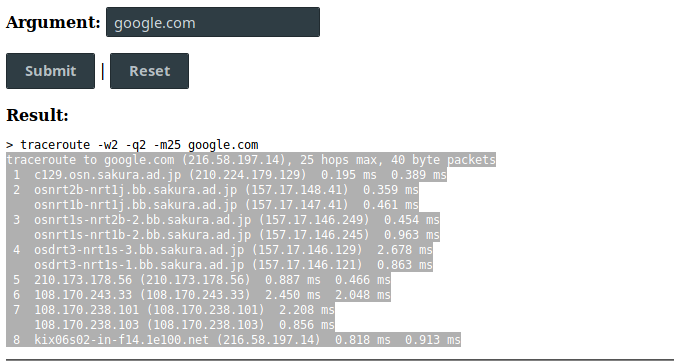 Argument: google.com
Submit | Reset
Result:
> traceroute -w2 -q2 -m25 google.com
traceroute to google.com (216.58.197.14), 25 hops max, 40 byte packets
1 c129.osn.sakura.ad.jp (210.224.179.129) 0.195 ms 0.389 ms
2 osnrt2b-nrt1j.bb.sakura.ad.jp (157.17.148.41) 0.359 ms
osnrt1b-nrt1j.bb.sakura.ad.jp (157.17.147.41) 0.461 ms
3 osnrt1s-nrt2b-2.bb.sakura.ad.jp (157.17.146.249) 0.454 ms
osnrt1s-nrt1b-2.bb.sakura.ad.jp (157.17.146.245) 0.963 ms
4 osdrt3-nrt1s-3.bb.sakura.ad.jp (157.17.146.129) 2.678 ms
osdrt3-nrt1s-1.bb.sakura.ad.jp (157.17.146.121) 0.863 ms
5 210.173.178.56 (210.173.178.56) 0.887 ms 0.466 ms
6 108.170.243.33 (108.170.243.33) 2.450 ms 2.048 ms
7 108.170.238.101 (108.170.238.101) 2.208 ms
108.170.238.103 (108.170.238.103) 0.856 ms
8 kix06s02-in-f14.1e100.net (216.58.197.14) 0.818 ms 0.913 ms